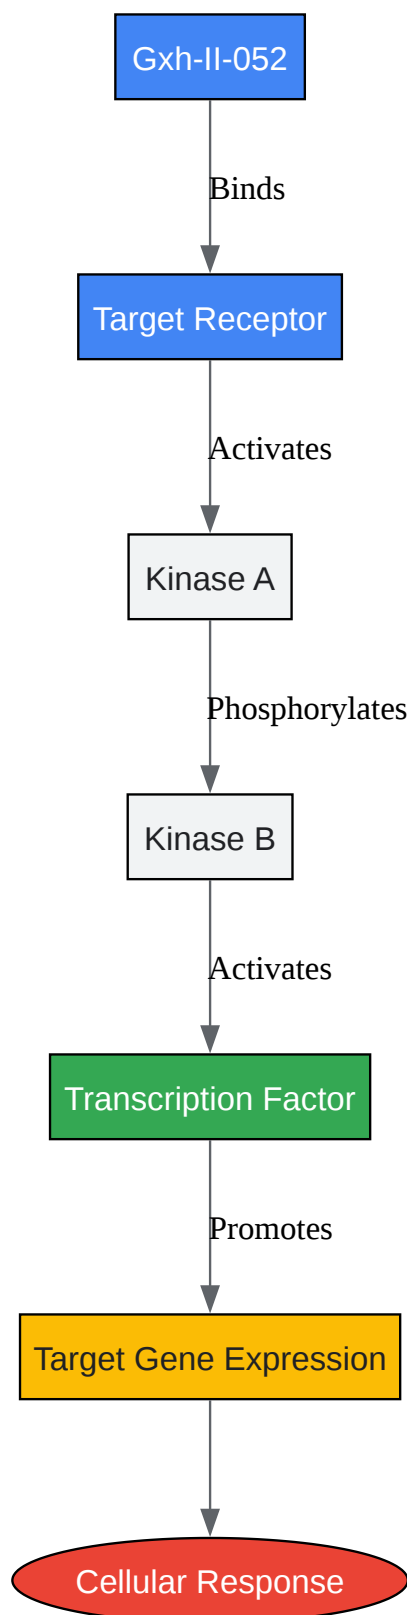 Gxh-II-052
Binds
Target Receptor
Activates
Kinase A
Phosphorylates
Kinase B
Activates
Transcription Factor
Promotes
Target Gene Expression
Cellular Response